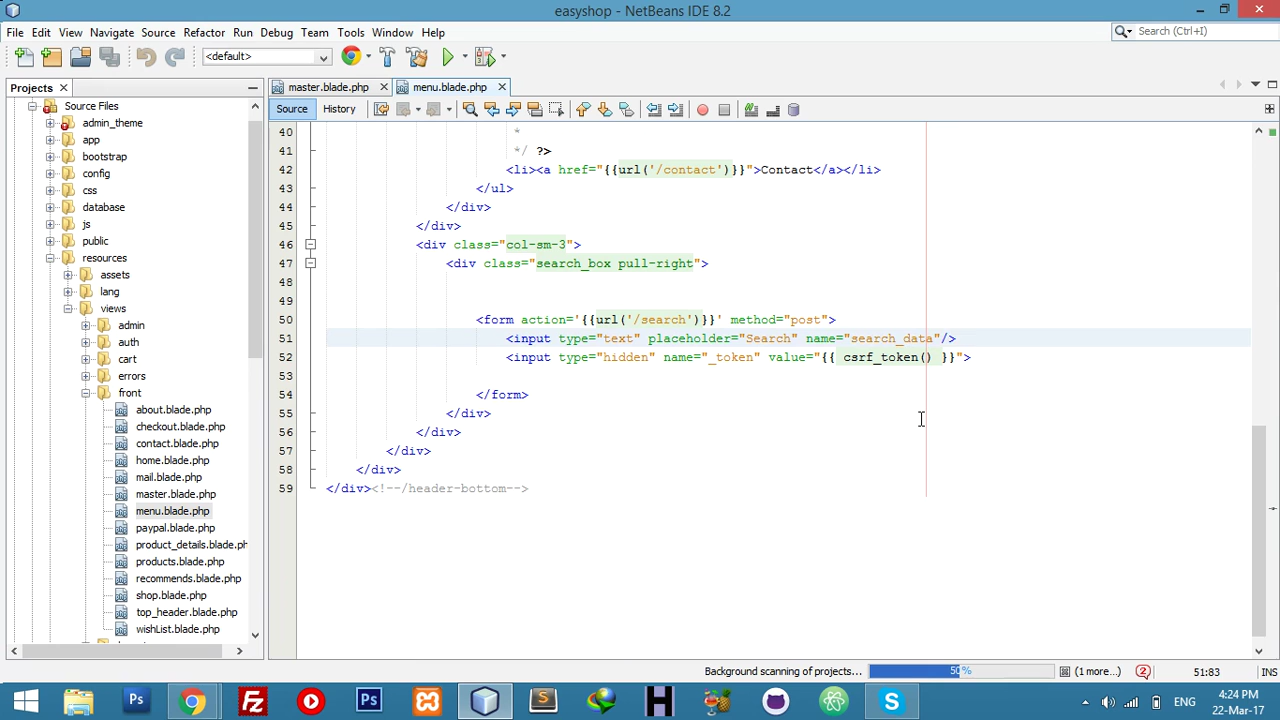 easyshop - NetBeans IDE 8.2
File Edit View Navigate Source Refactor Run Debug Team Tools Window Help
Search (Ctrl+I)
<default>
Projects
master.blade.php
menu.blade.php
Source
History
Source Files
admin_theme
app
bootstrap
config
css
database
js
public
resources
assets
lang
views
admin
auth
cart
errors
front
about.blade.php
checkout.blade.php
contact.blade.php
home.blade.php
mail.blade.php
master.blade.php
menu.blade.php
paypal.blade.php
product_details.blade.ph
products.blade.php
recommends.blade.php
shop.blade.php
top_header.blade.php
wishList.blade.php
40 *
41 */ ?>
42 <li><a href="{{url('/contact')}}">Contact</a></li>
43 </ul>
44 </div>
45 </div>
46 <div class="col-sm-3">
47 <div class="search_box pull-right">
48
49
50 <form action='{{url('/search')}}' method="post">
51 <input type="text" placeholder="Search" name="search_data"/>
52 <input type="hidden" name="_token" value="{{ csrf_token() }}">
53
54 </form>
55 </div>
56 </div>
57 </div>
58 </div>
59 </div><!--/header-bottom-->
Background scanning of projects...
50%
(1 more...)
2
51:83
INS
Ps
Ps
S
H
S
ENG
4:24 PM
22-Mar-17